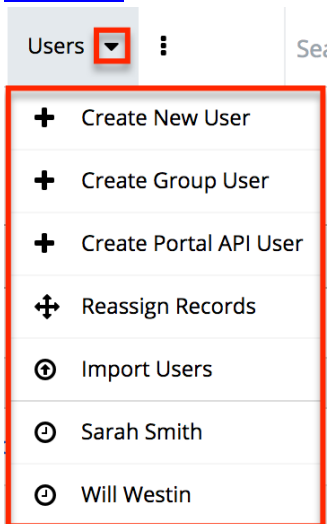 Users
Create New User
Create Group User
Create Portal API User
Reassign Records
Import Users
Sarah Smith
Will Westin